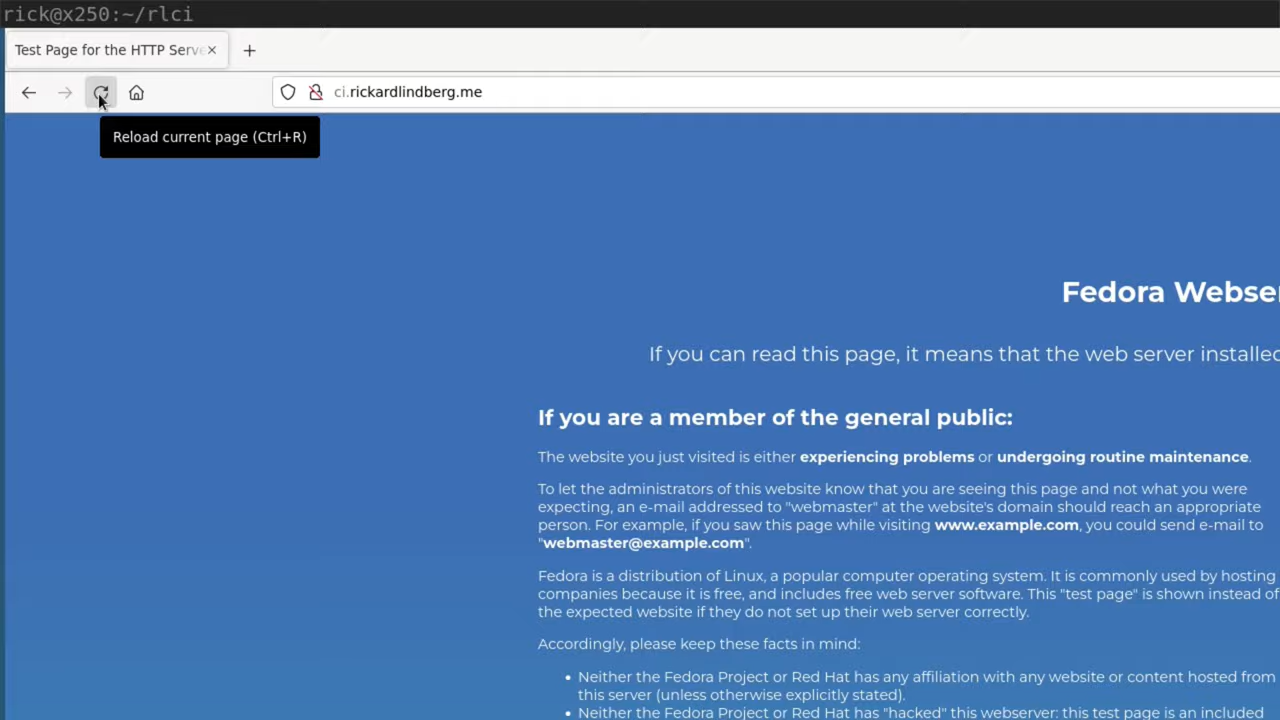 rick@x250:~/rlci
Test Page for the HTTP Serve
ci.rickardlindberg.me
Reload current page (Ctrl+R)
Fedora Webse
If you can read this page, it means that the web server installed
If you are a member of the general public:
The website you just visited is either experiencing problems or undergoing routine maintenance.
To let the administrators of this website know that you are seeing this page and not what you were
expecting, an e-mail addressed to "webmaster" at the website's domain should reach an appropriate
person. For example, if you saw this page while visiting www.example.com, you could send e-mail to
"webmaster@example.com".
Fedora is a distribution of Linux, a popular computer operating system. It is commonly used by hosting
companies because it is free, and includes free web server software. This "test page" is shown instead of
the expected website if they do not set up their web server correctly.
Accordingly, please keep these facts in mind:
• Neither the Fedora Project or Red Hat has any affiliation with any website or content hosted from
this server (unless otherwise explicitly stated).
• Neither the Fedora Project or Red Hat has "hacked" this webserver: this test page is an included